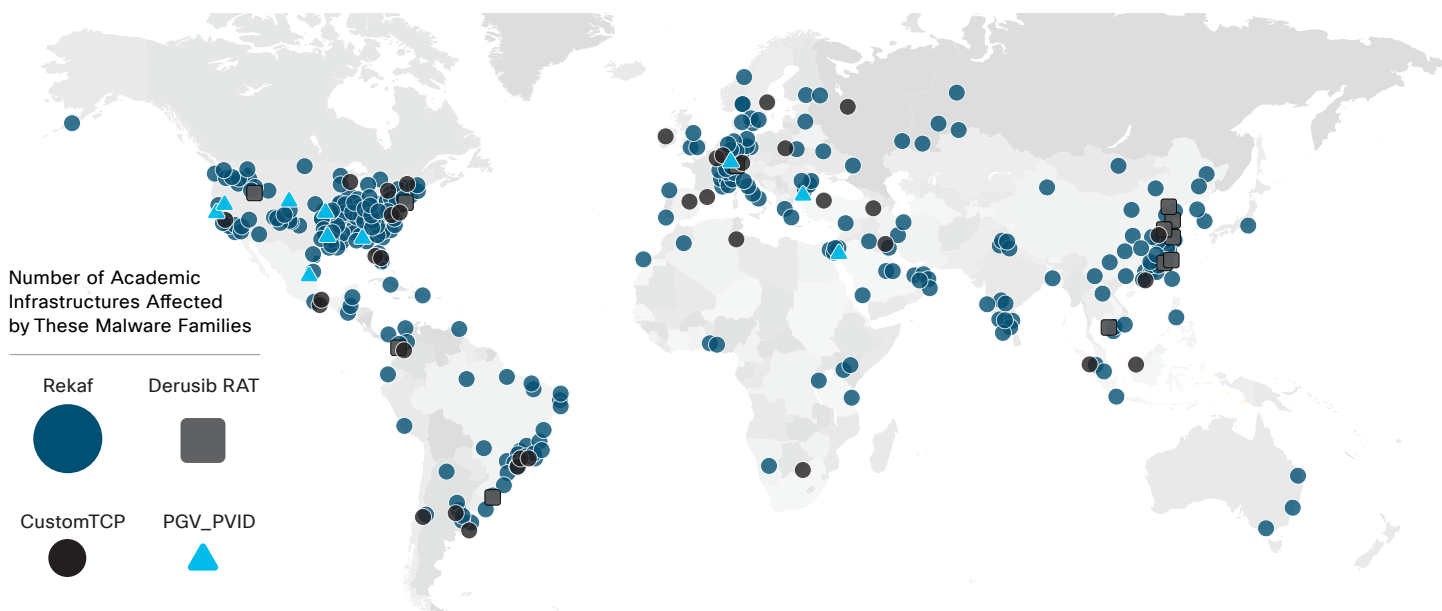 Number of Academic
Infrastructures Affected
by These Malware Families
Rekaf
Derusib RAT
CustomTCP
PGV_PVID